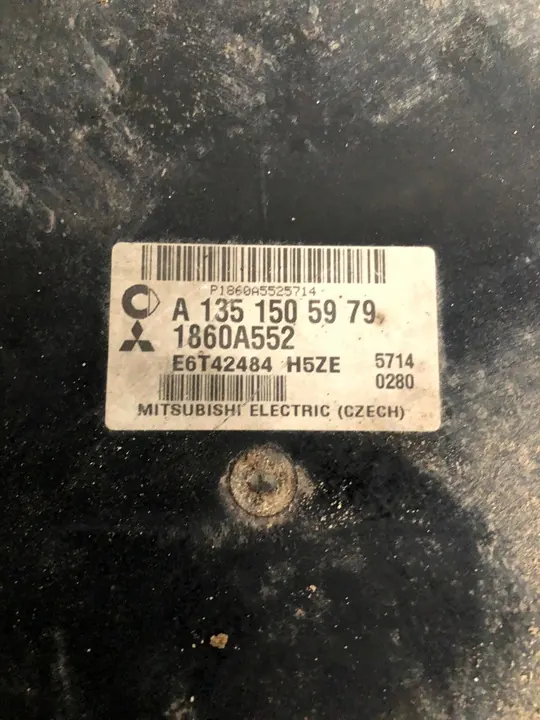 P1860A5525714
A 135 150 59 79
1860A552
E6T42484 H5ZE 5714
0280
MITSUBISHI ELECTRIC (CZECH)